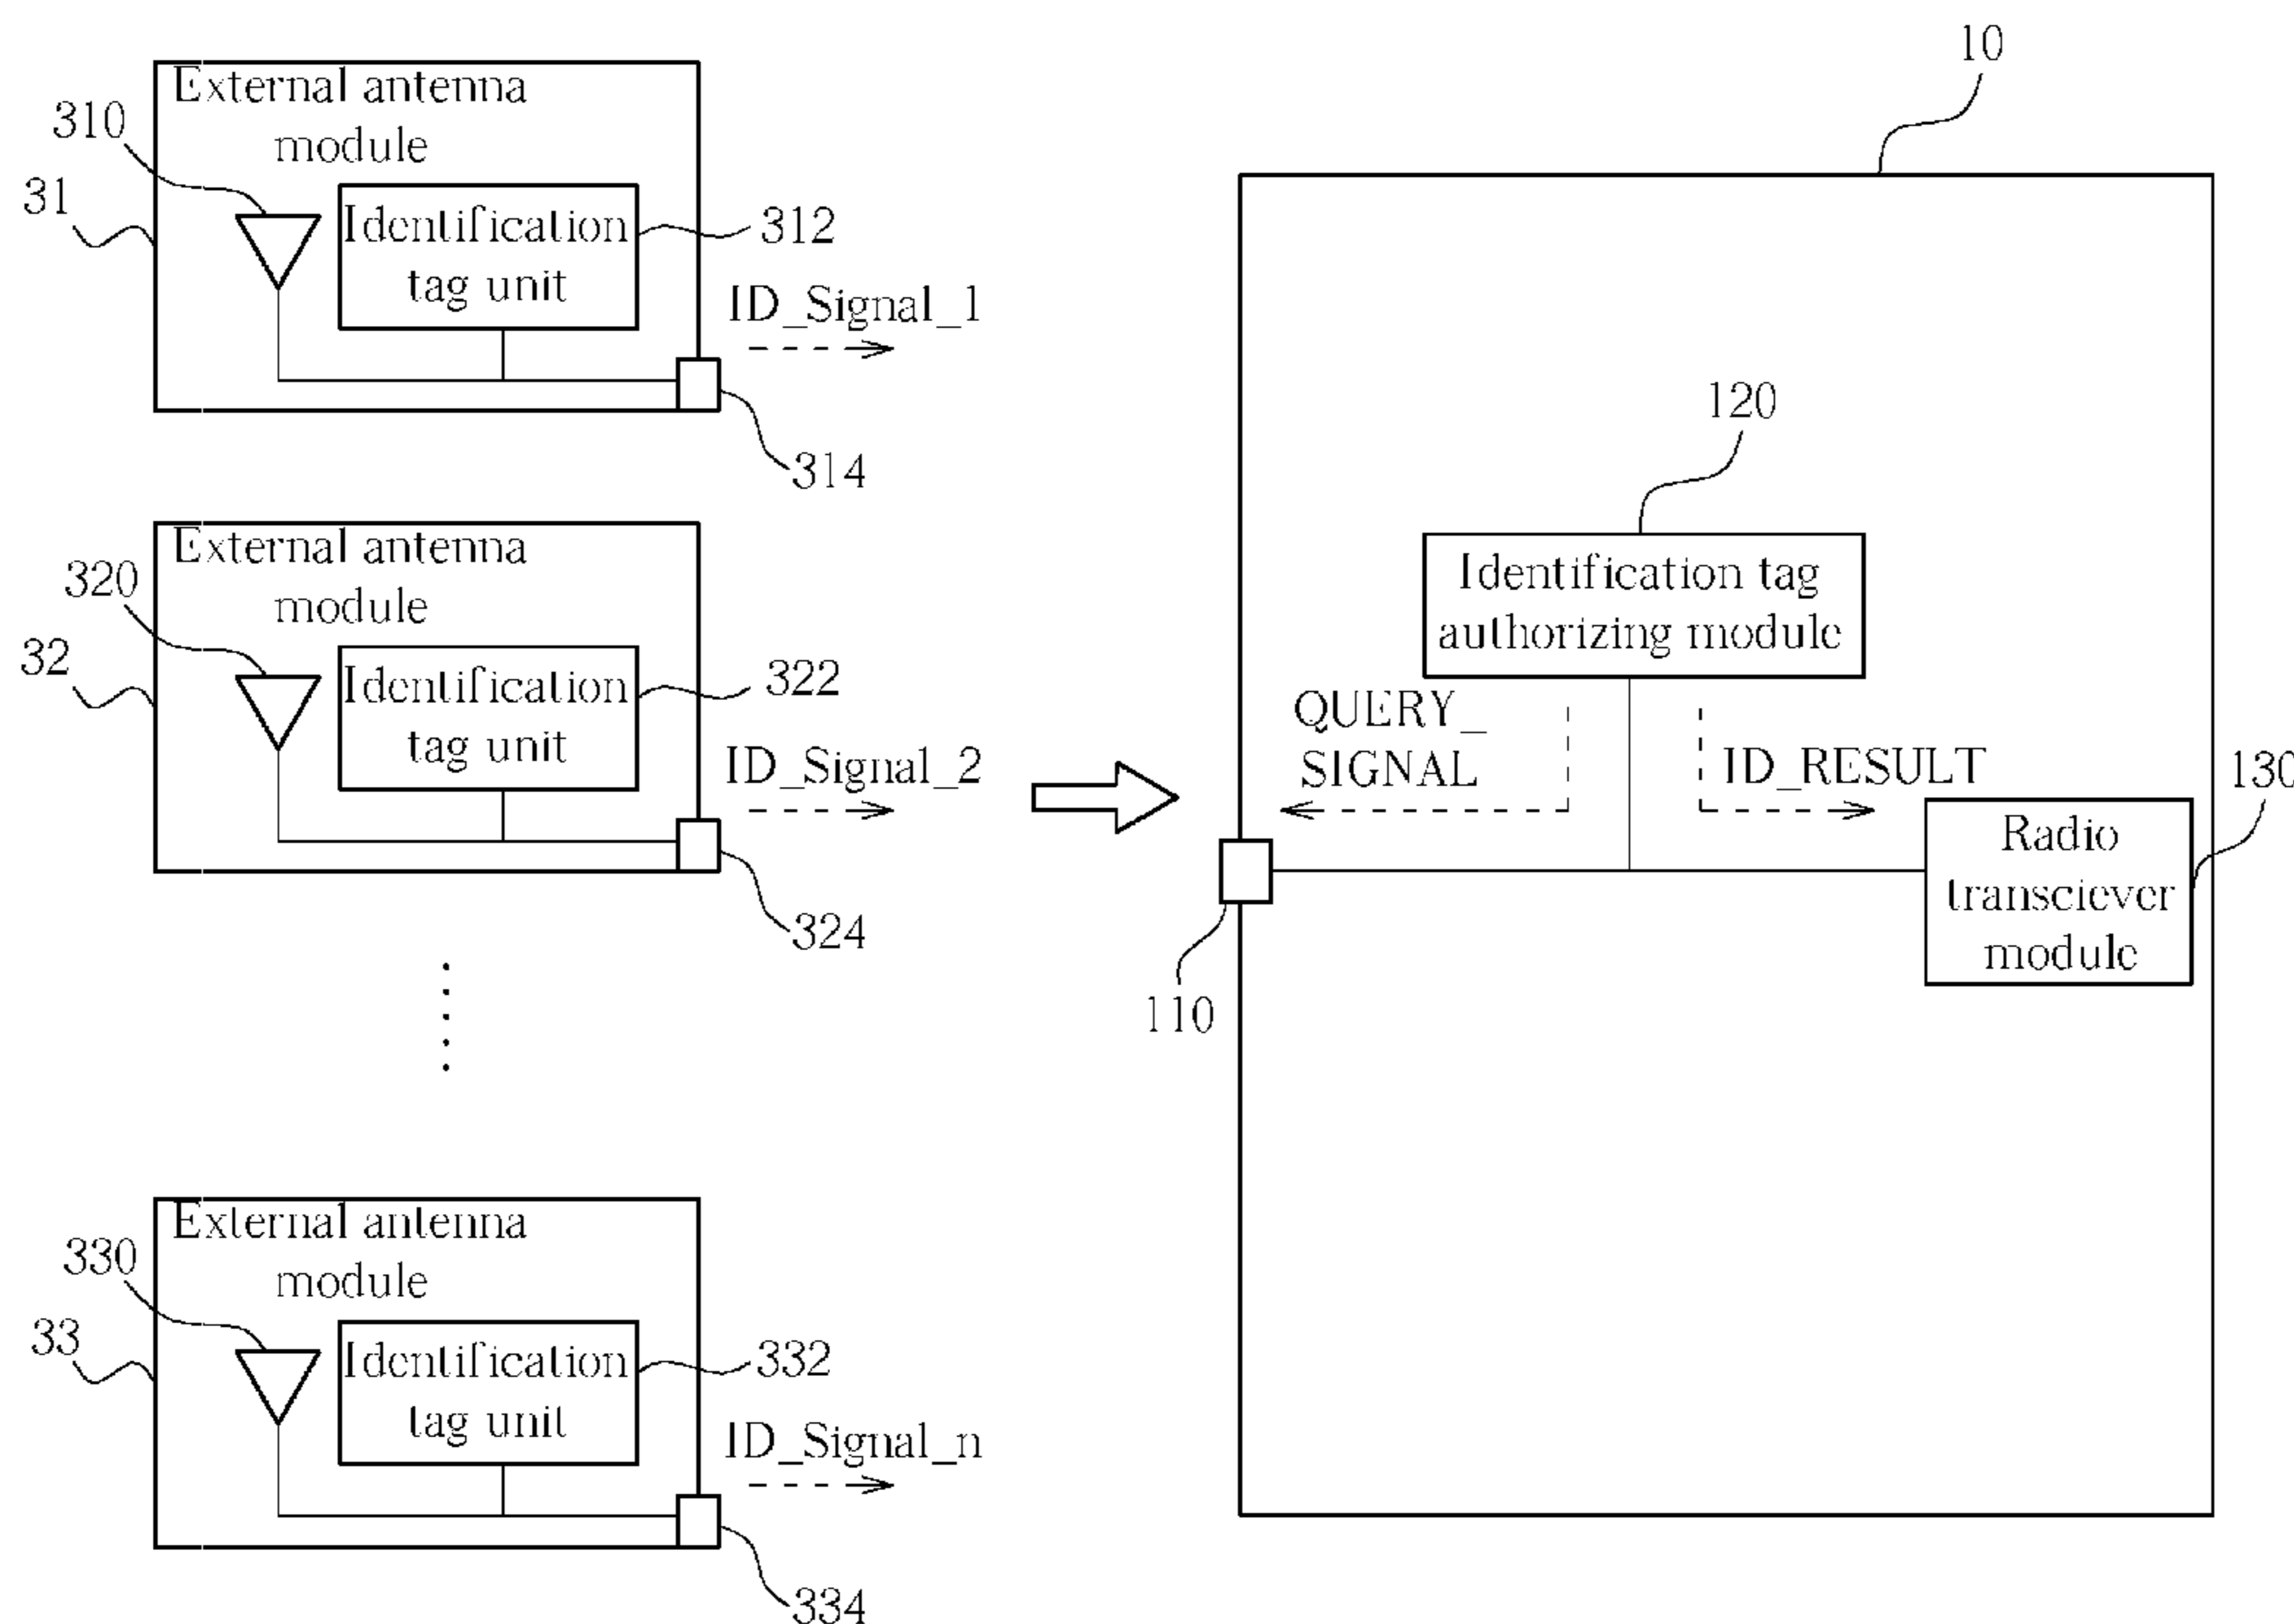 External antenna
module
310
31
Identification
tag unit
312
ID_Signal_1
314
External antenna
module
320
32
Identification
tag unit
322
ID_Signal_2
324
External antenna
module
330
33
Identification
tag unit
332
ID_Signal_n
334
10
120
Identification tag
authorizing module
QUERY_
SIGNAL
ID_RESULT
130
Radio
transciever
module
110